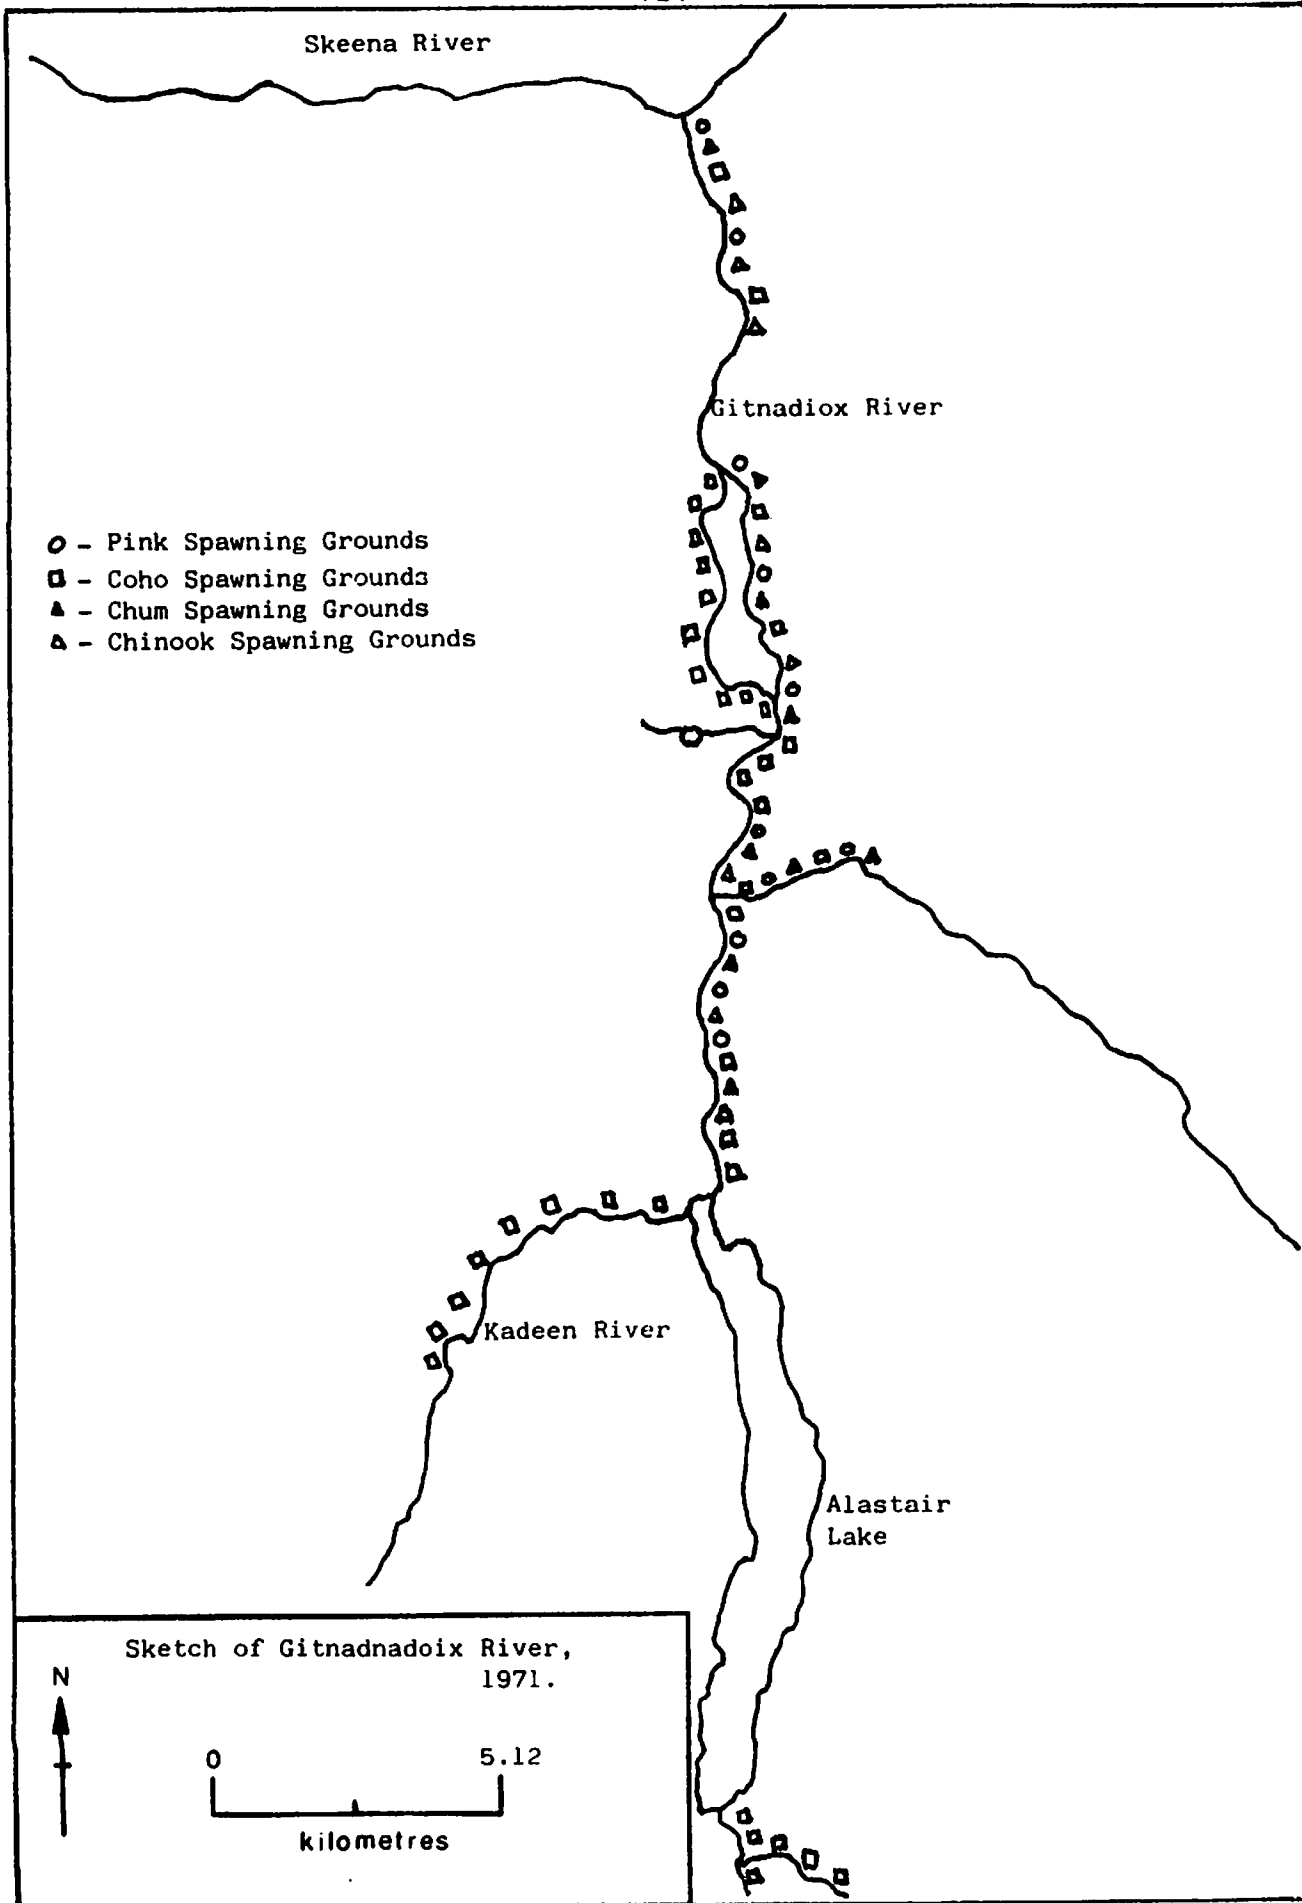 Skeena River
Gitnadiox River
O - Pink Spawning Grounds
□ - Coho Spawning Grounds
▲ - Chum Spawning Grounds
△ - Chinook Spawning Grounds
Kadeen River
Alastair
Lake
Sketch of Gitnadnadoix River,
1971.
N
0 5.12
kilometres